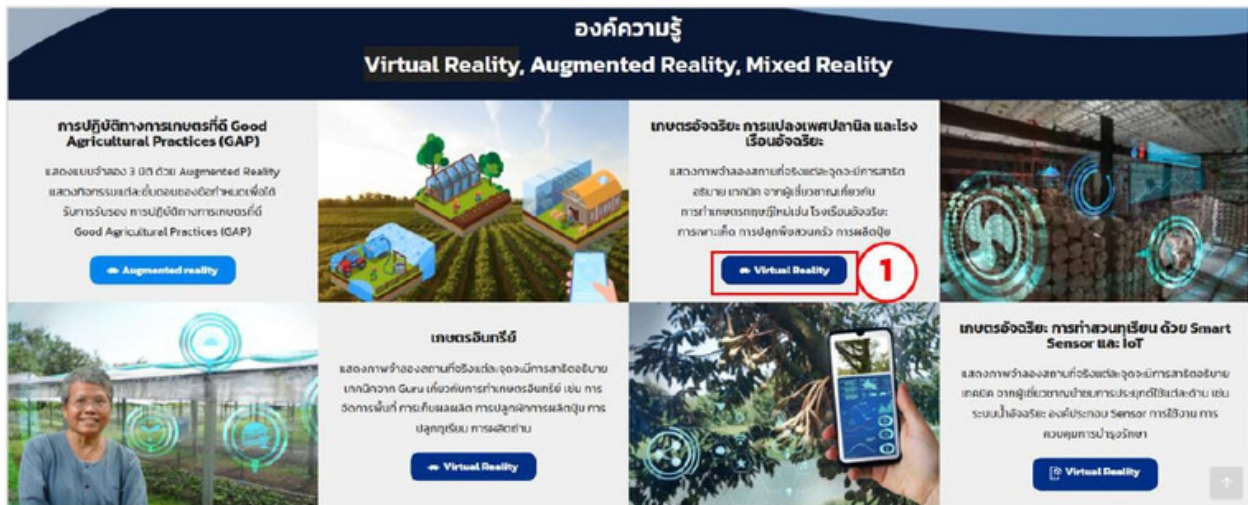 องค์ความรู้
Virtual Reality, Augmented Reality, Mixed Reality
การปฏิบัติทางการเกษตรที่ดี Good
Agricultural Practices (GAP)
แสดงแบบจำลอง 3 มิติ ด้วย Augmented Reality
แสดงกิจกรรมแต่ละขั้นตอนของข้อกำหนดเพื่อได้
รับการรับรอง การปฏิบัติทางการเกษตรที่ดี
Good Agricultural Practices (GAP)
Augmented reality
เกษตรอัจฉริยะ การแปลงเพศปลานิล และโรง
เรือนอัจฉริยะ
แสดงภาพจำลองสถานที่จริงแต่ละจุดจะมีการสาธิต
อธิบาย เทคนิค จากผู้เชี่ยวชาญเกี่ยวกับ
การทำเกษตรทฤษฎีใหม่เช่น โรงเรือนอัจฉริยะ
การเพาะเห็ด การปลูกพืชสวนครัว การผลิตปุ๋ย
Virtual Reality
1
เกษตรอินทรีย์
แสดงภาพจำลองสถานที่จริงแต่ละจุดจะมีการสาธิตอธิบาย
เทคนิคจาก Guru เกี่ยวกับการทำเกษตรอินทรีย์ เช่น การ
จัดการพื้นที่ การเก็บผลผลิต การปลูกผักการผลิตปุ๋ย การ
ปลูกทุเรียน การผลิตถ่าน
Virtual Reality
เกษตรอัจฉริยะ การทำสวนทุเรียน ด้วย Smart
Sensor และ IoT
แสดงภาพจำลองสถานที่จริงแต่ละจุดจะมีการสาธิตอธิบาย
เทคนิค จากผู้เชี่ยวชาญนำชมการประยุกต์ใช้แต่ละด้าน เช่น
ระบบน้ำอัจฉริยะ องค์ประกอบ Sensor การใช้งาน การ
ควบคุมการบำรุงรักษา
Virtual Reality